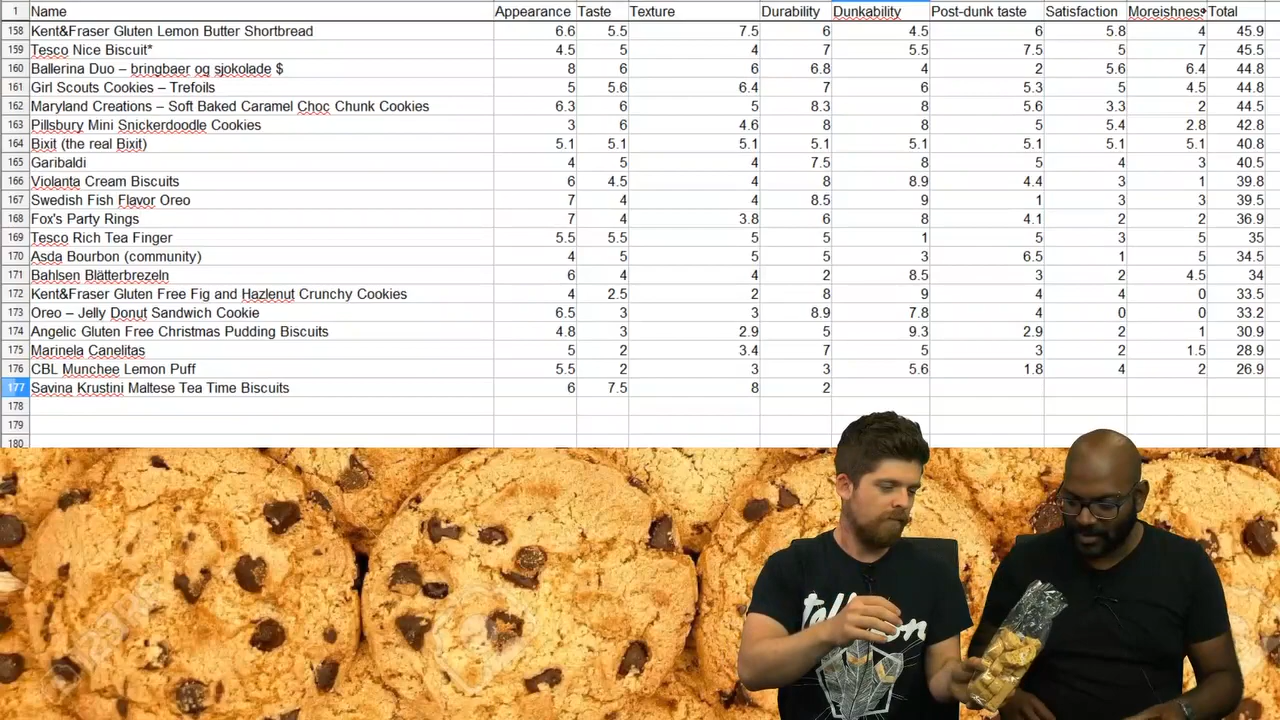 1 Name Appearance Taste Texture Durability Dunkability Post-dunk taste Satisfaction Moreishness Total
158 Kent&Fraser Gluten Lemon Butter Shortbread 6.6 5.5 7.5 6 4.5 6 5.8 4 45.9
159 Tesco Nice Biscuit* 4.5 5 4 7 5.5 7.5 5 7 45.5
160 Ballerina Duo – bringbaer og sjokolade $ 8 6 6 6.8 4 2 5.6 6.4 44.8
161 Girl Scouts Cookies – Trefoils 5 5.6 6.4 7 6 5.3 5 4.5 44.8
162 Maryland Creations – Soft Baked Caramel Choc Chunk Cookies 6.3 6 5 8.3 8 5.6 3.3 2 44.5
163 Pillsbury Mini Snickerdoodle Cookies 3 6 4.6 8 8 5 5.4 2.8 42.8
164 Bixit (the real Bixit) 5.1 5.1 5.1 5.1 5.1 5.1 5.1 5.1 40.8
165 Garibaldi 4 5 4 7.5 8 5 4 3 40.5
166 Violanta Cream Biscuits 6 4.5 4 8 8.9 4.4 3 1 39.8
167 Swedish Fish Flavor Oreo 7 4 4 8.5 9 1 3 3 39.5
168 Fox's Party Rings 7 4 3.8 6 8 4.1 2 2 36.9
169 Tesco Rich Tea Finger 5.5 5.5 5 5 1 5 3 5 35
170 Asda Bourbon (community) 4 5 5 5 3 6.5 1 5 34.5
171 Bahlsen Blätterbrezeln 6 4 4 2 8.5 3 2 4.5 34
172 Kent&Fraser Gluten Free Fig and Hazlenut Crunchy Cookies 4 2.5 2 8 9 4 4 0 33.5
173 Oreo – Jelly Donut Sandwich Cookie 6.5 3 3 8.9 7.8 4 0 0 33.2
174 Angelic Gluten Free Christmas Pudding Biscuits 4.8 3 2.9 5 9.3 2.9 2 1 30.9
175 Marinela Canelitas 5 2 3.4 7 5 3 2 1.5 28.9
176 CBL Munchee Lemon Puff 5.5 2 3 3 5.6 1.8 4 2 26.9
177 Savina Krustini Maltese Tea Time Biscuits 6 7.5 8 2
178
179
180